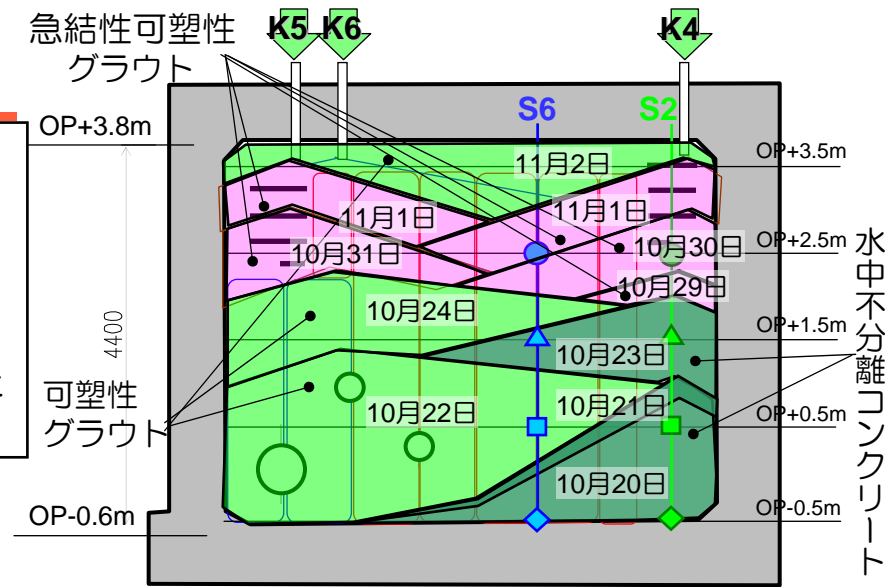 急結性可塑性
グラウト
K5
K6
K4
OP+3.8m
S6
S2
OP+3.5m
11月2日
11月1日
11月1日
10月31日
10月30日
OP+2.5m
10月29日
10月24日
4400
OP+1.5m
10月23日
可塑性
グラウト
10月22日
10月21日
OP+0.5m
10月20日
OP-0.6m
OP-0.5m
水中不分離コンクリート